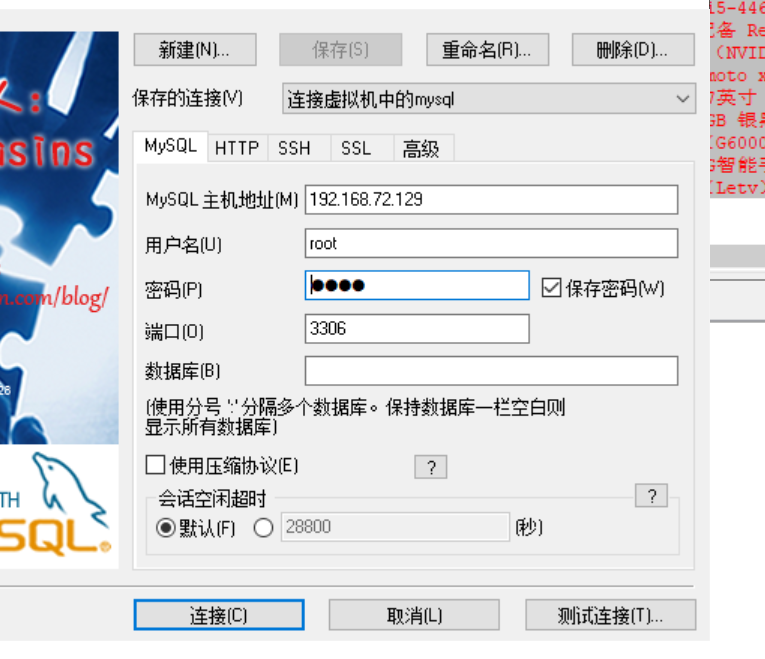 15-446
新建(N)...
保存(S)
重命名(R)...
删除(D)...
备 Re
(NVID
moto x
保存的连接(V)
连接虚拟机中的mysql
英寸
GB 银
MySQL
HTTP
SSH
SSL
高级
(G6000
智能手
(Letv)
MySQL 主机地址(M)
192.168.72.129
用户名(U)
root
密码(P)
●●●●
保存密码(W)
n.com/blog/
端口(O)
3306
数据库(B)
(使用分号 ';' 分隔多个数据库。保持数据库一栏空白则
显示所有数据库)
使用压缩协议(E)
?
会话空闲超时
?
默认(F)
28800
(秒)
TH
SQL
连接(C)
取消(L)
测试连接(T)...